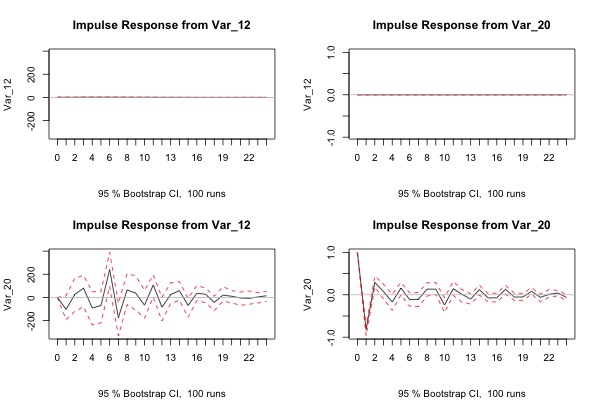 Impulse Response from Var_12
Var_12
200
0
-200
0 2 4 6 8 10 13 16 19 22
95 % Bootstrap CI, 100 runs
Impulse Response from Var_20
Var_12
1.0
0.0
-1.0
0 2 4 6 8 10 13 16 19 22
95 % Bootstrap CI, 100 runs
Impulse Response from Var_12
Var_20
200
0
-200
0 2 4 6 8 10 13 16 19 22
95 % Bootstrap CI, 100 runs
Impulse Response from Var_20
Var_20
1.0
0.0
-1.0
0 2 4 6 8 10 13 16 19 22
95 % Bootstrap CI, 100 runs